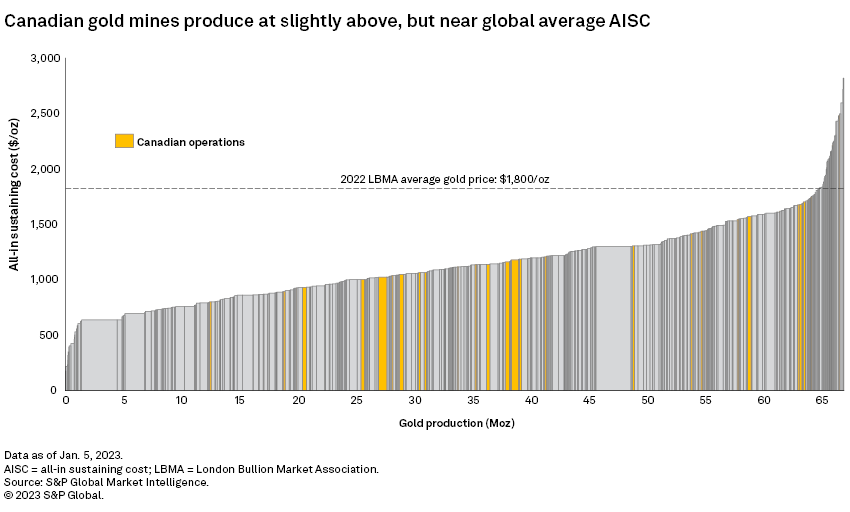 Canadian gold mines produce at slightly above, but near global average AISC
3,000
2,500
2,000
1,500
1,000
500
0
All-in sustaining cost ($/oz)
Canadian operations
2022 LBMA average gold price: $1,800/oz
0 5 10 15 20 25 30 35 40 45 50 55 60 65
Gold production (Moz)
Data as of Jan. 5, 2023.
AISC = all-in sustaining cost; LBMA = London Bullion Market Association.
Source: S&P Global Market Intelligence.
© 2023 S&P Global.